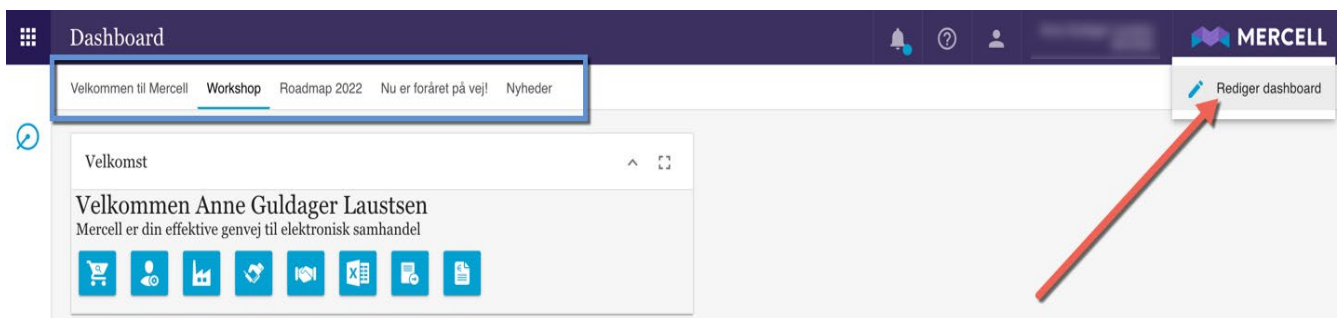 Dashboard
MERCELL
Velkommen til Mercell Workshop Roadmap 2022 Nu er foråret på vej! Nyheder
Rediger dashboard
Velkomst
Velkommen Anne Guldager Laustsen
Mercell er din effektive genvej til elektronisk samhandel